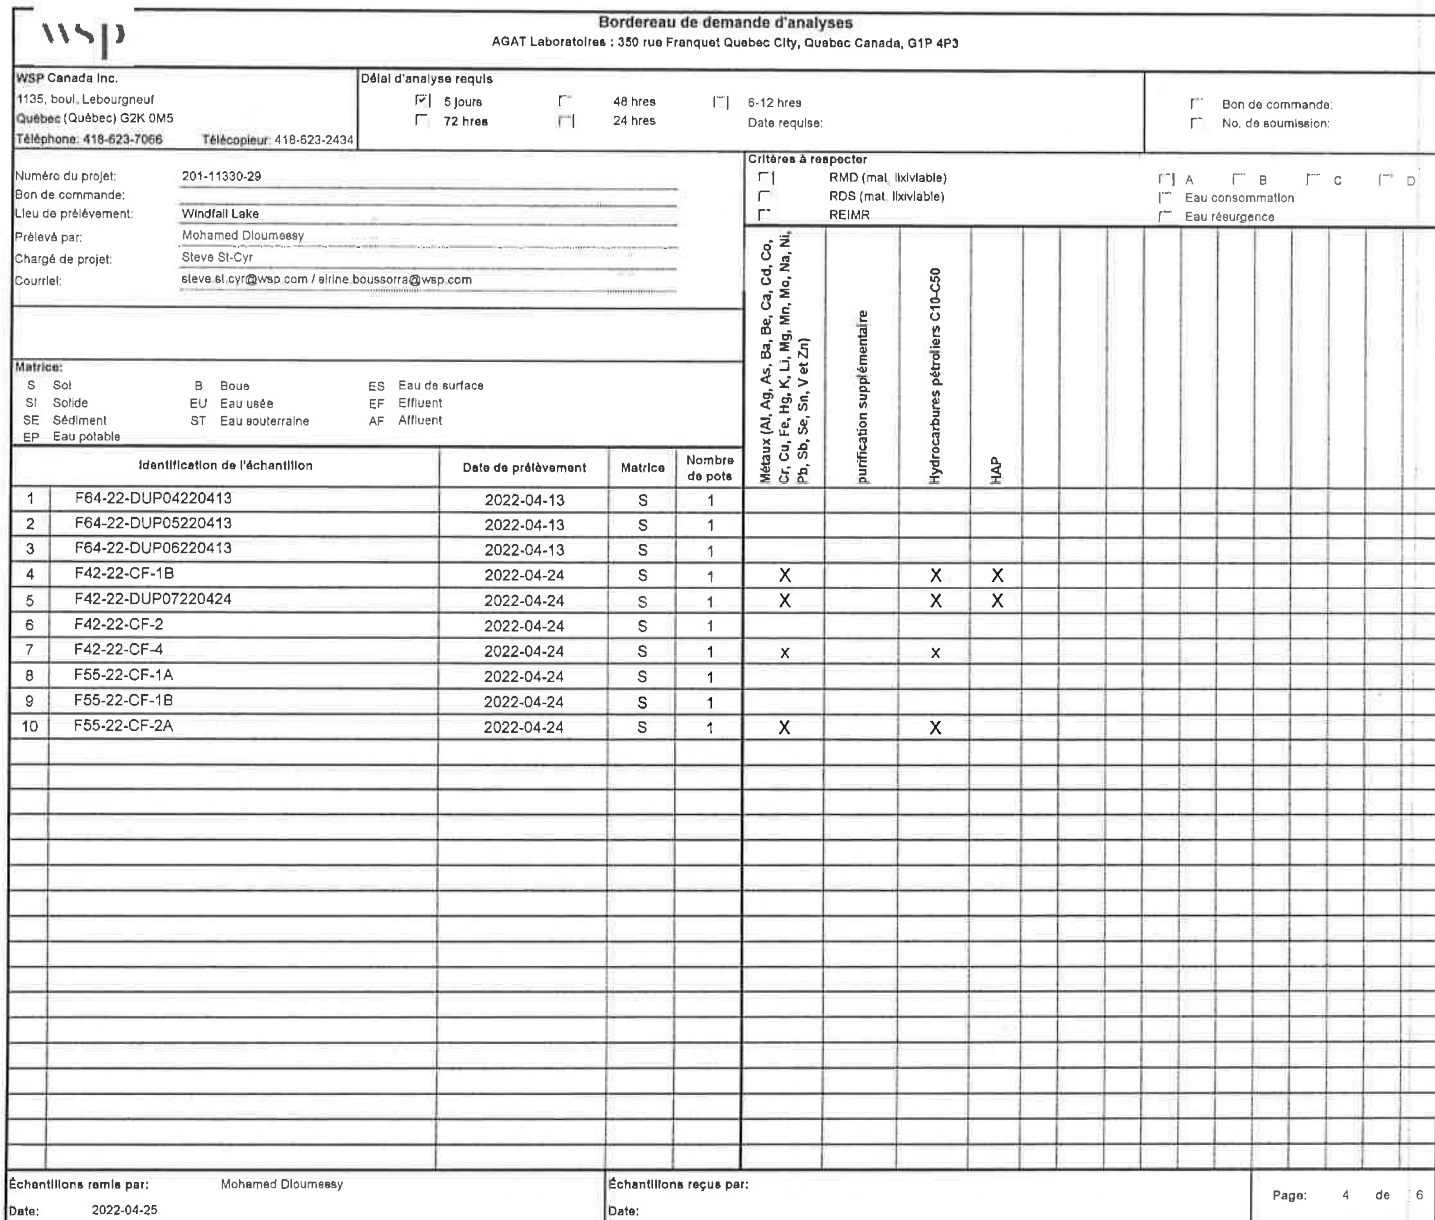 wsp
Bordereau de demande d'analyses
AGAT Laboratoires : 350 rue Franquet Quebec City, Quebec Canada, G1P 4P3
WSP Canada Inc.
1135, boul. Lebourgneuf
Québec (Québec) G2K 0M5
Téléphone: 418-623-7066 Télécopieur: 418-623-2434
Délai d'analyse requis
5 jours 48 hres 6-12 hres
72 hres 24 hres Date requise:
Bon de commande:
No. de soumission:
Numéro du projet: 201-11330-29
Bon de commande:
Lieu de prélèvement: Windfall Lake
Prélevé par: Mohamed Dioumessy
Chargé de projet: Steve St-Cyr
Courriel: steve.st.cyr@wsp.com / sirine.boussorra@wsp.com
Critères à respecter
RMD (mat. lixiviable) A B C D
RDS (mat. lixiviable) Eau consommation
REIMR Eau résurgence
Matrice:
S Sol B Boue ES Eau de surface
SI Solide EU Eau usée EF Effluent
SE Sédiment ST Eau souterraine AF Affluent
EP Eau potable
Métaux (Al, Ag, As, Ba, Be, Ca, Cd, Co,
Cr, Cu, Fe, Hg, K, Li, Mg, Mn, Mo, Na, Ni,
Pb, Sb, Se, Sn, V et Zn)
purification supplémentaire
Hydrocarbures pétroliers C10-C50
HAP
Identification de l'échantillon Date de prélèvement Matrice Nombre de pots
1 F64-22-DUP04220413 2022-04-13 S 1
2 F64-22-DUP05220413 2022-04-13 S 1
3 F64-22-DUP06220413 2022-04-13 S 1
4 F42-22-CF-1B 2022-04-24 S 1 X X X
5 F42-22-DUP07220424 2022-04-24 S 1 X X X
6 F42-22-CF-2 2022-04-24 S 1
7 F42-22-CF-4 2022-04-24 S 1 x x
8 F55-22-CF-1A 2022-04-24 S 1
9 F55-22-CF-1B 2022-04-24 S 1
10 F55-22-CF-2A 2022-04-24 S 1 X X
Échantillons remis par: Mohamed Dioumessy
Date: 2022-04-25
Échantillons reçus par:
Date:
Page: 4 de 6